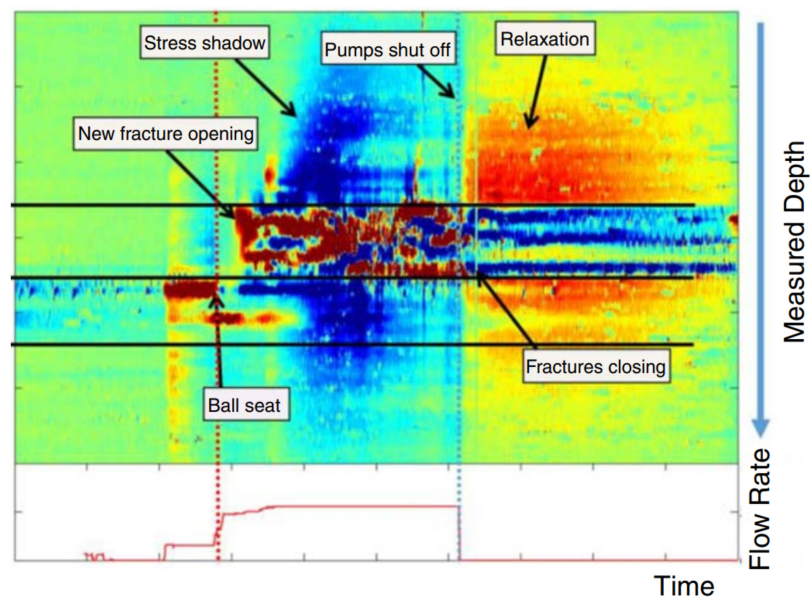 Stress shadow
Pumps shut off
Relaxation
New fracture opening
Measured Depth
Fractures closing
Ball seat
Flow Rate
Time